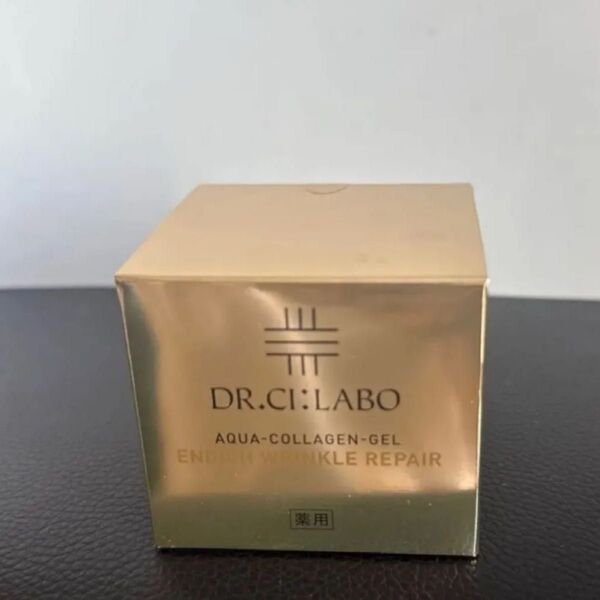 DR.CI:LABO
AQUA-COLLAGEN-GEL
ENRICH WRINKLE REPAIR
薬用